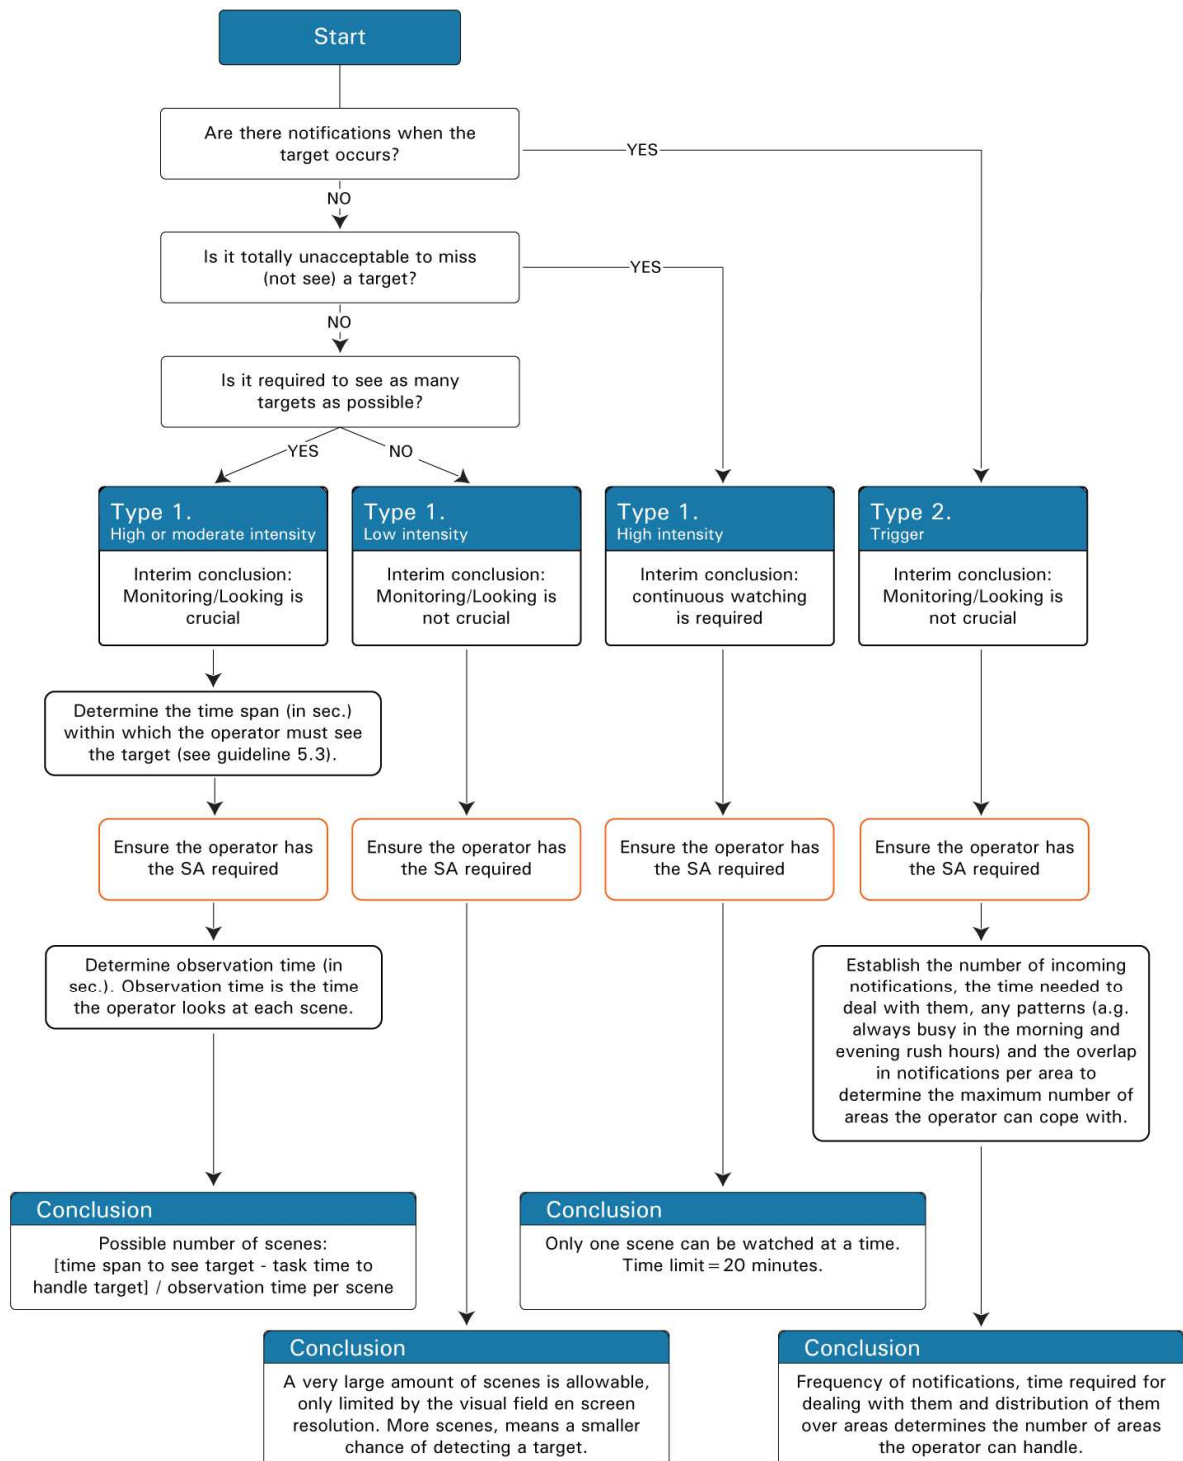 Start
Are there notifications when the
target occurs?
YES
NO
Is it totally unacceptable to miss
(not see) a target?
YES
NO
Is it required to see as many
targets as possible?
YES
NO
Type 1.
High or moderate intensity
Interim conclusion:
Monitoring/Looking is
crucial
Type 1.
Low intensity
Interim conclusion:
Monitoring/Looking is
not crucial
Type 1.
High intensity
Interim conclusion:
continuous watching
is required
Type 2.
Trigger
Interim conclusion:
Monitoring/Looking is
not crucial
Determine the time span (in sec.)
within which the operator must see
the target (see guideline 5.3).
Ensure the operator has
the SA required
Ensure the operator has
the SA required
Ensure the operator has
the SA required
Ensure the operator has
the SA required
Determine observation time (in
sec.). Observation time is the time
the operator looks at each scene.
Establish the number of incoming
notifications, the time needed to
deal with them, any patterns (a.g.
always busy in the morning and
evening rush hours) and the overlap
in notifications per area to
determine the maximum number of
areas the operator can cope with.
Conclusion
Possible number of scenes:
[time span to see target - task time to
handle target] / observation time per scene
Conclusion
Only one scene can be watched at a time.
Time limit = 20 minutes.
Conclusion
A very large amount of scenes is allowable,
only limited by the visual field en screen
resolution. More scenes, means a smaller
chance of detecting a target.
Conclusion
Frequency of notifications, time required for
dealing with them and distribution of them
over areas determines the number of areas
the operator can handle.